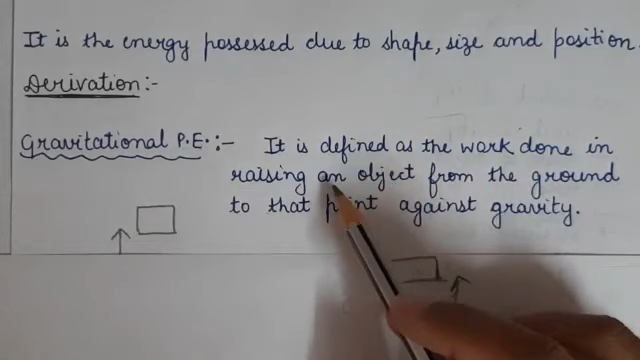 It is the energy possessed due to shape, size and position.
Derivation:-
Gravitational P.E.:- It is defined as the work done in
raising an object from the ground
to that point against gravity.